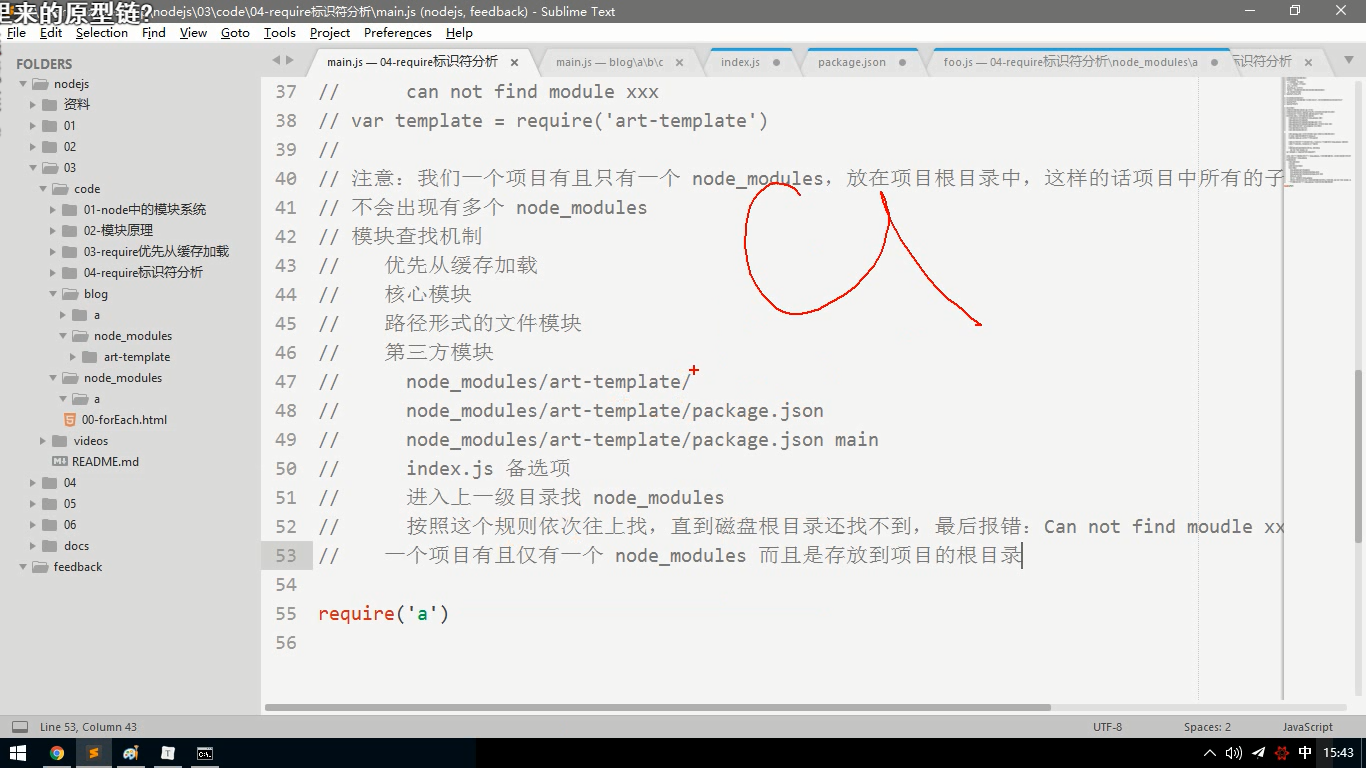 里来的原型链?
\nodejs\03\code\04-require标识符分析\main.js (nodejs, feedback) - Sublime Text
File Edit Selection Find View Goto Tools Project Preferences Help
FOLDERS
nodejs
资料
01
02
03
code
01-node中的模块系统
02-模块原理
03-require优先从缓存加载
04-require标识符分析
blog
a
node_modules
art-template
node_modules
a
00-forEach.html
videos
README.md
04
05
06
docs
feedback
main.js — 04-require标识符分析 main.js — blog\a\b\c index.js package.json foo.js — 04-require标识符分析\node_modules\a 标识符分析
37 // can not find module xxx
38 // var template = require('art-template')
39 //
40 // 注意：我们一个项目有且只有一个 node_modules，放在项目根目录中，这样的话项目中所有的子
41 // 不会出现有多个 node_modules
42 // 模块查找机制
43 // 优先从缓存加载
44 // 核心模块
45 // 路径形式的文件模块
46 // 第三方模块
47 // node_modules/art-template/
48 // node_modules/art-template/package.json
49 // node_modules/art-template/package.json main
50 // index.js 备选项
51 // 进入上一级目录找 node_modules
52 // 按照这个规则依次往上找，直到磁盘根目录还找不到，最后报错：Can not find moudle xx
53 // 一个项目有且仅有一个 node_modules 而且是存放到项目的根目录
54
55 require('a')
56
Line 53, Column 43 UTF-8 Spaces: 2 JavaScript
中 15:43